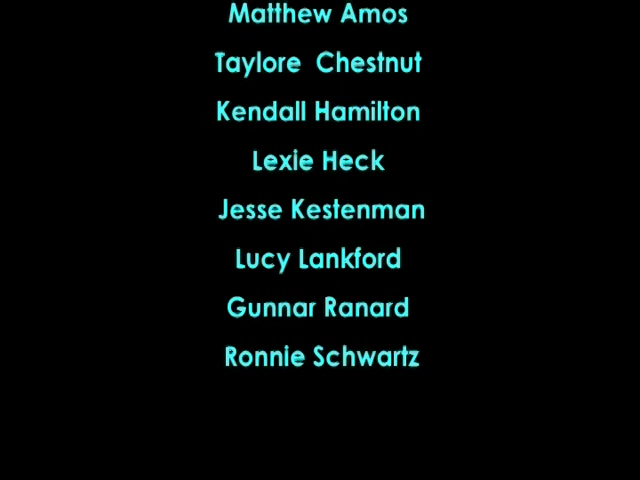 Matthew Amos
Taylore Chestnut
Kendall Hamilton
Lexie Heck
Jesse Kestenman
Lucy Lankford
Gunnar Ranard
Ronnie Schwartz